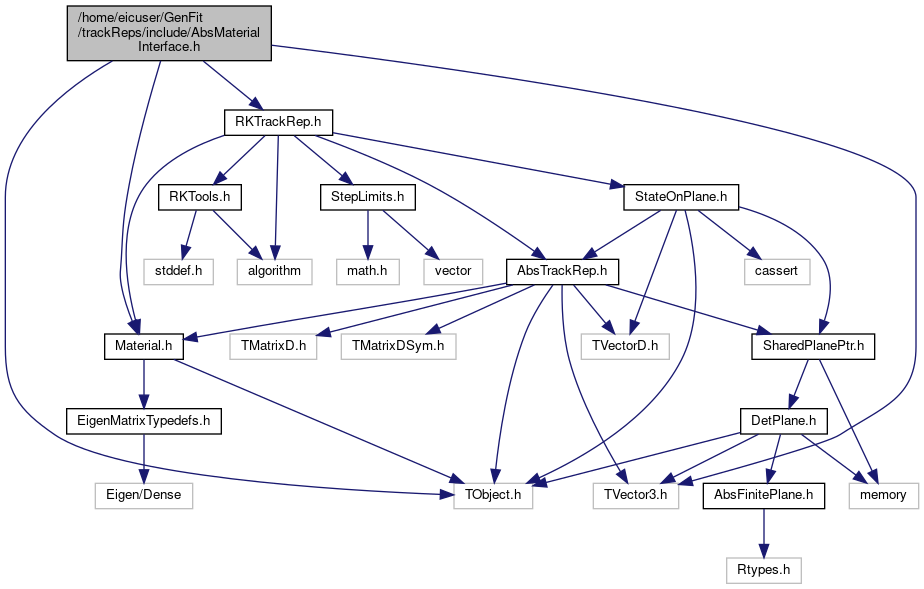 /home/eicuser/GenFit
/trackReps/include/AbsMaterial
Interface.h
RKTrackRep.h
RKTools.h
StepLimits.h
StateOnPlane.h
stddef.h
algorithm
math.h
vector
AbsTrackRep.h
cassert
Material.h
TMatrixD.h
TMatrixDSym.h
TVectorD.h
SharedPlanePtr.h
EigenMatrixTypedefs.h
DetPlane.h
Eigen/Dense
TObject.h
TVector3.h
AbsFinitePlane.h
memory
Rtypes.h